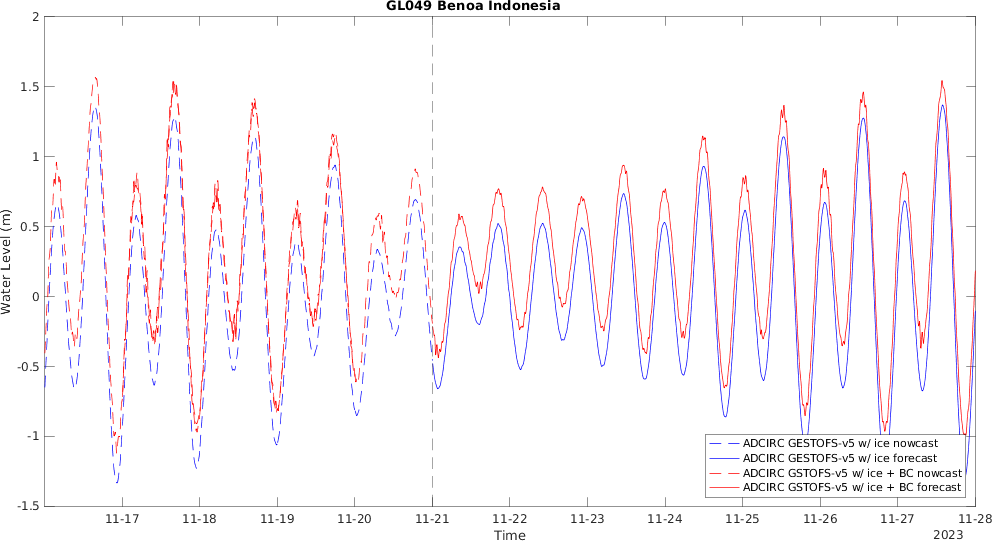 GL049 Benoa Indonesia
2
1.5
1
0.5
0
-0.5
-1
-1.5
Water Level (m)
11-17 11-18 11-19 11-20 11-21 11-22 11-23 11-24 11-25 11-26 11-27 11-28
Time
2023
ADCIRC GESTOFS-v5 w/ ice nowcast
ADCIRC GESTOFS-v5 w/ ice forecast
ADCIRC GSTOFS-v5 w/ ice + BC nowcast
ADCIRC GSTOFS-v5 w/ ice + BC forecast